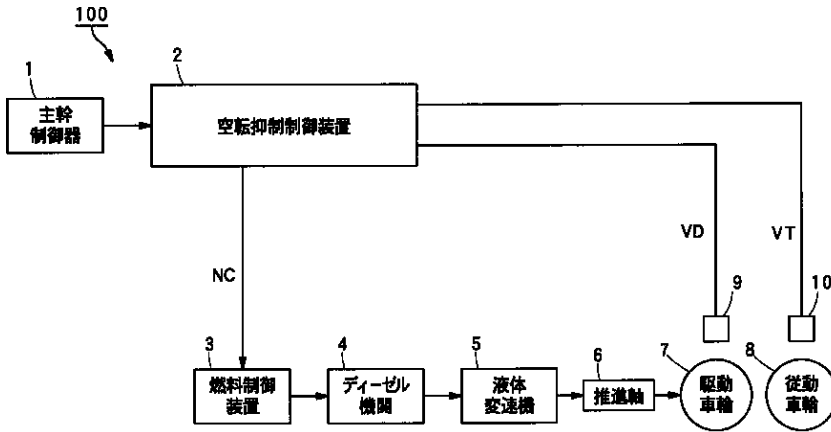 100
1
主幹
制御器
2
空転抑制制御装置
VD
VT
NC
9
10
3
燃料制御
装置
4
ディーゼル
機関
5
液体
変速機
6
推進軸
7
駆動
車輪
8
従動
車輪